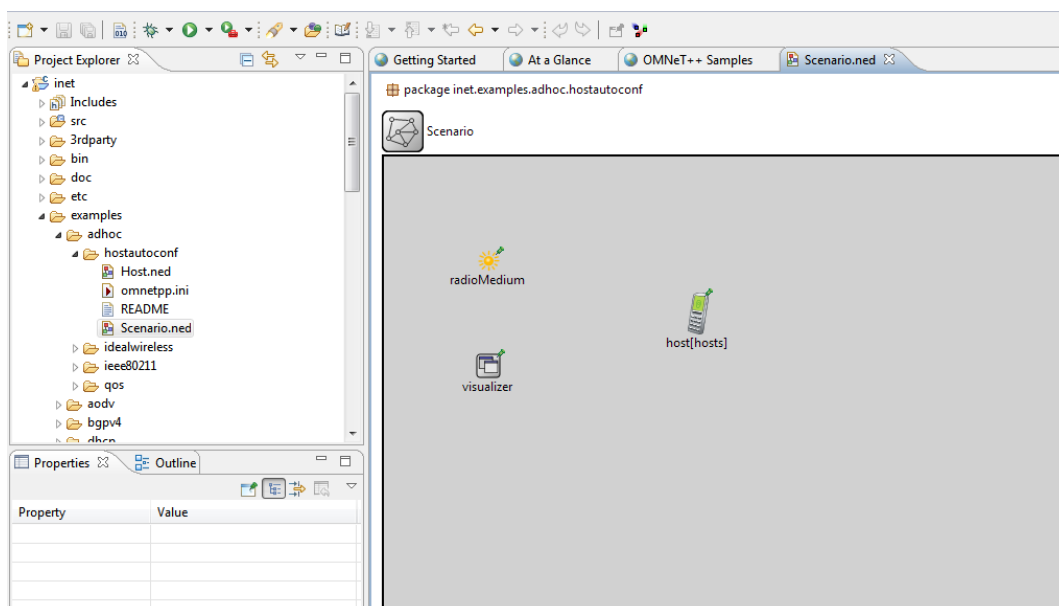 010
Project Explorer
inet
Includes
src
3rdparty
bin
doc
etc
examples
adhoc
hostautoconf
Host.ned
omnetpp.ini
README
Scenario.ned
idealwireless
ieee80211
qos
aodv
bgpv4
dhcp
Properties
Outline
Property Value
Getting Started
At a Glance
OMNeT++ Samples
Scenario.ned
package inet.examples.adhoc.hostautoconf
Scenario
radioMedium
host[hosts]
visualizer